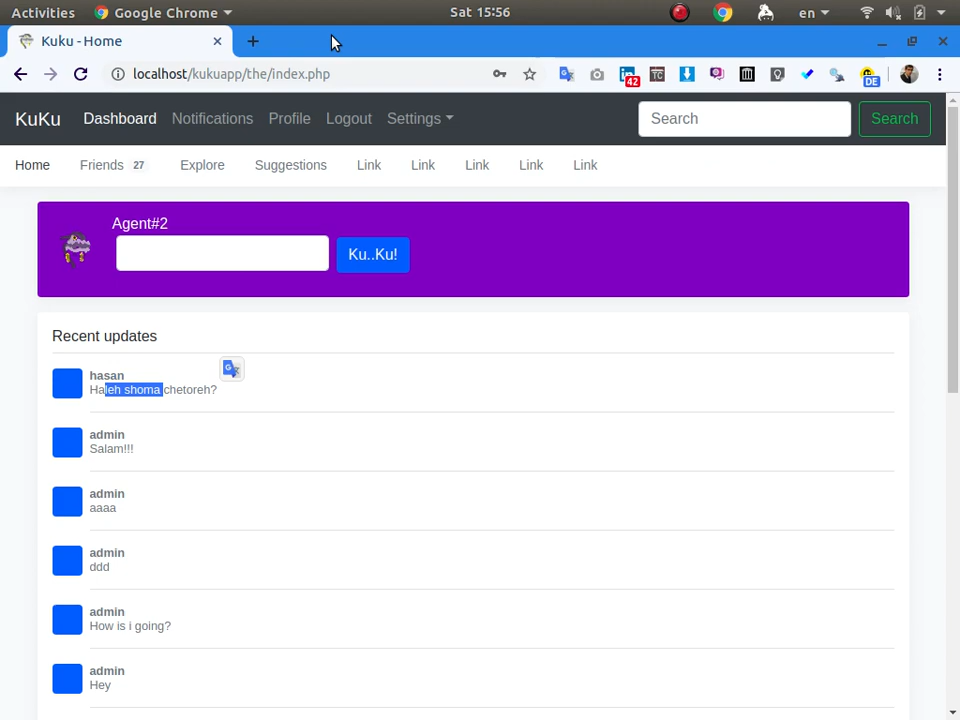 Activities Google Chrome Sat 15:56 en
Kuku - Home
localhost/kukuapp/the/index.php TC 42 DE
KuKu Dashboard Notifications Profile Logout Settings Search Search
Home Friends 27 Explore Suggestions Link Link Link Link Link
Agent#2
Ku..Ku!
Recent updates
hasan
Haleh shoma chetoreh?
admin
Salam!!!
admin
aaaa
admin
ddd
admin
How is i going?
admin
Hey